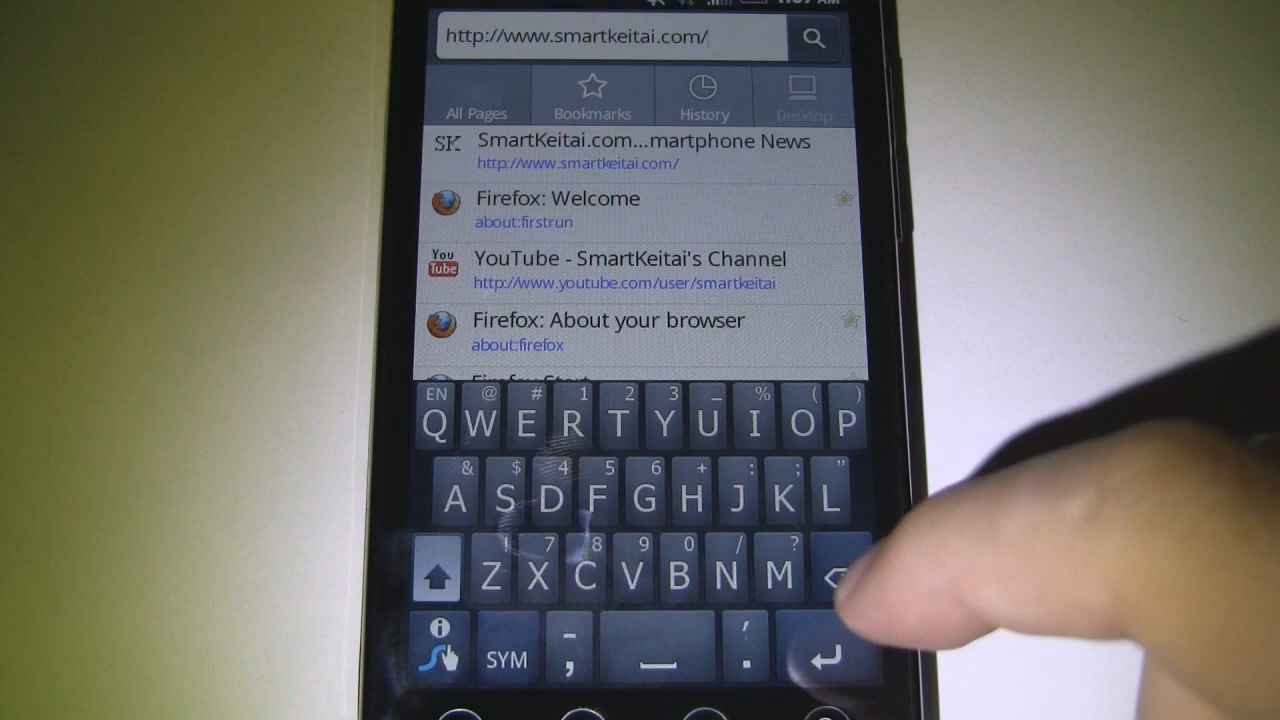 http://www.smartkeitai.com/
All Pages Bookmarks History Desktop
SK SmartKeitai.com...martphone News
http://www.smartkeitai.com/
Firefox: Welcome
about:firstrun
You Tube YouTube - SmartKeitai's Channel
http://www.youtube.com/user/smartkeitai
Firefox: About your browser
about:firefox
EN @ # 1 2 3 _ % ( )
Q W E R T Y U I O P
& $ 4 5 6 + : ; "
A S D F G H J K L
! 7 8 9 0 / ?
Z X C V B N M
SYM - , ' .